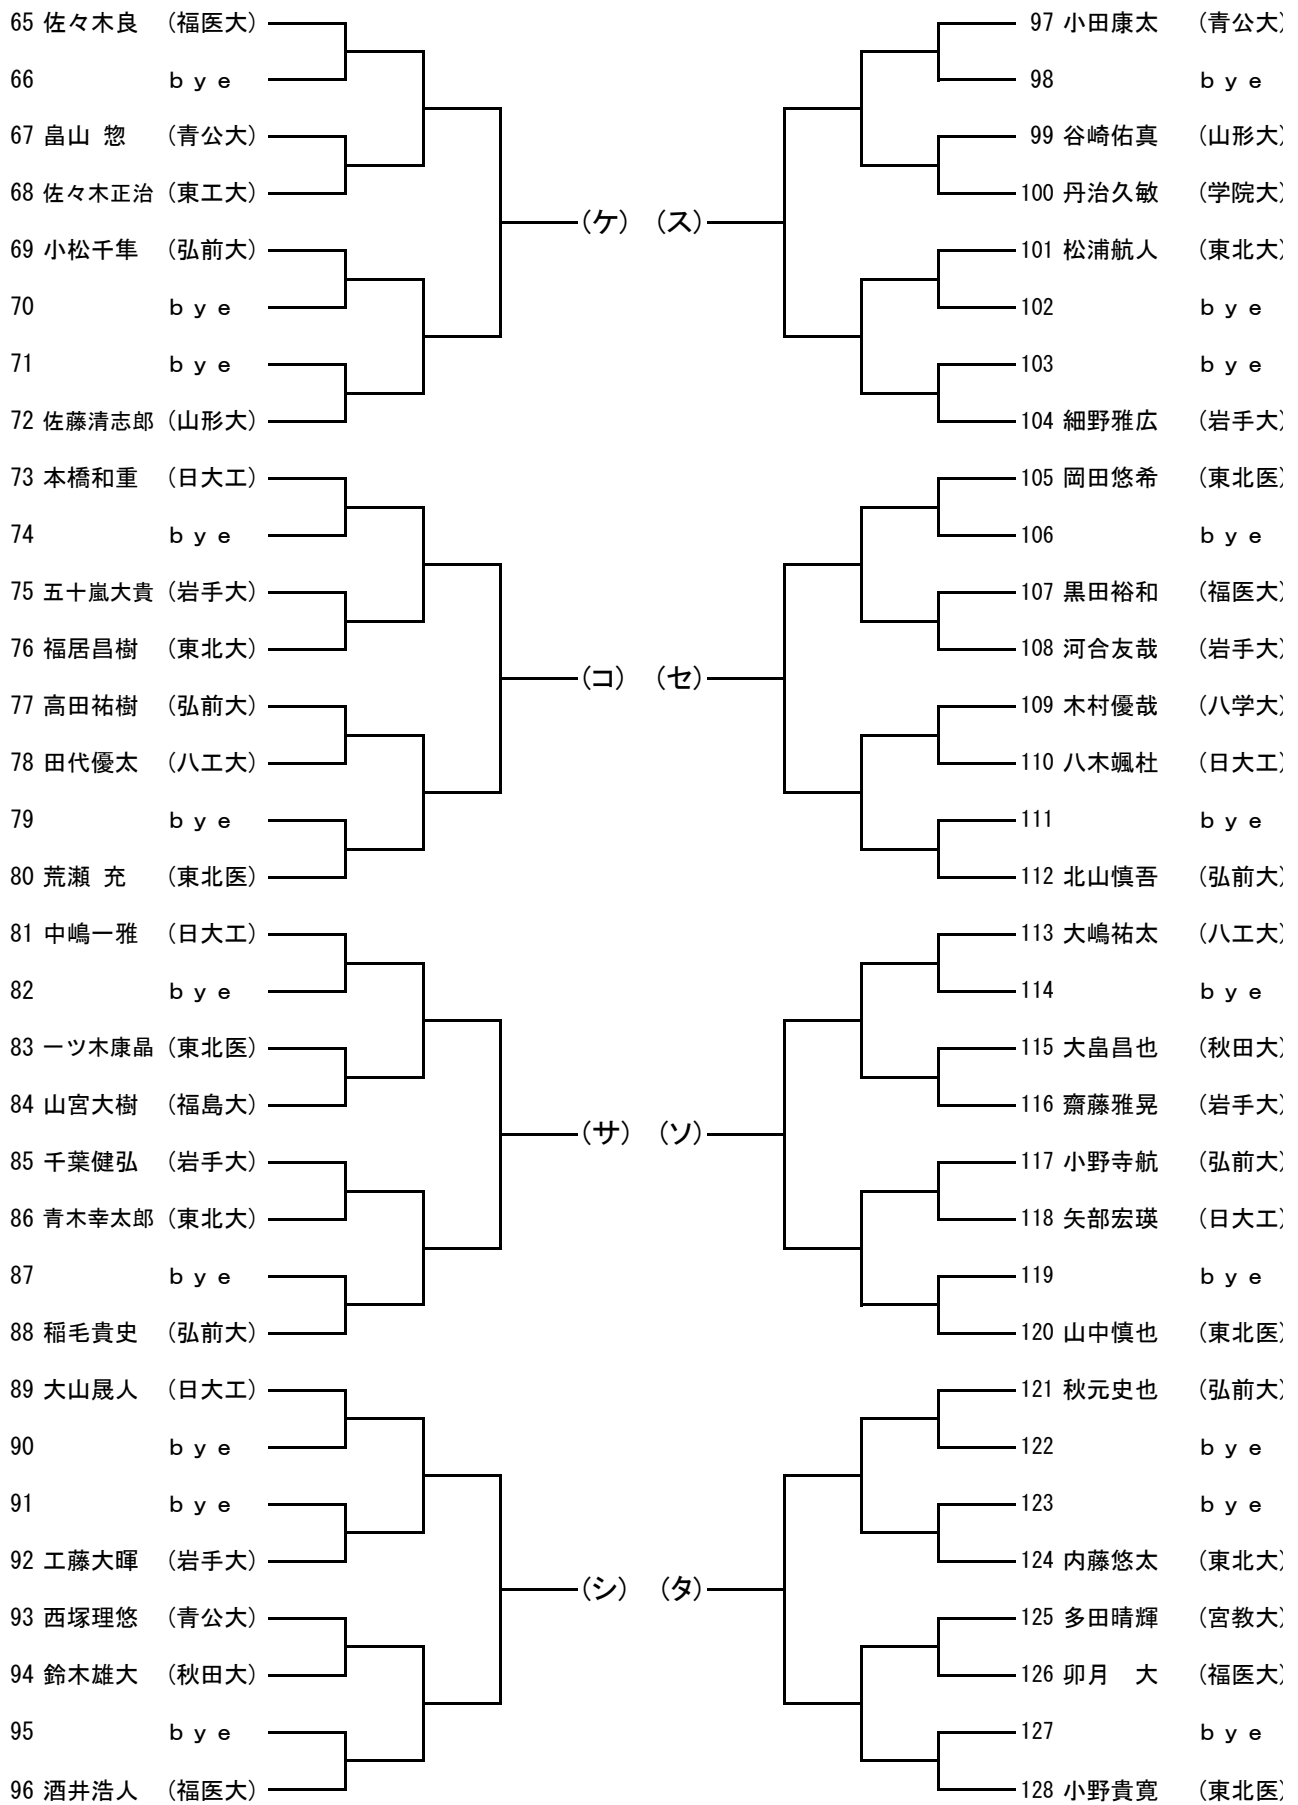 65 佐々木良 (福医大)
66 bye
67 畠山 惣 (青公大)
68 佐々木正治 (東工大)
69 小松千隼 (弘前大)
70 bye
71 bye
72 佐藤清志郎 (山形大)
(ケ)
73 本橋和重 (日大工)
74 bye
75 五十嵐大貴 (岩手大)
76 福居昌樹 (東北大)
77 高田祐樹 (弘前大)
78 田代優太 (八工大)
79 bye
80 荒瀬 充 (東北医)
(コ)
81 中嶋一雅 (日大工)
82 bye
83 一ツ木康晶 (東北医)
84 山宮大樹 (福島大)
85 千葉健弘 (岩手大)
86 青木幸太郎 (東北大)
87 bye
88 稲毛貴史 (弘前大)
(サ)
89 大山晟人 (日大工)
90 bye
91 bye
92 工藤大暉 (岩手大)
93 西塚理悠 (青公大)
94 鈴木雄大 (秋田大)
95 bye
96 酒井浩人 (福医大)
(シ)
97 小田康太 (青公大)
98 bye
99 谷崎佑真 (山形大)
100 丹治久敏 (学院大)
101 松浦航人 (東北大)
102 bye
103 bye
104 細野雅広 (岩手大)
(ス)
105 岡田悠希 (東北医)
106 bye
107 黒田裕和 (福医大)
108 河合友哉 (岩手大)
109 木村優哉 (八学大)
110 八木颯杜 (日大工)
111 bye
112 北山慎吾 (弘前大)
(セ)
113 大嶋祐太 (八工大)
114 bye
115 大畠昌也 (秋田大)
116 齋藤雅晃 (岩手大)
117 小野寺航 (弘前大)
118 矢部宏瑛 (日大工)
119 bye
120 山中慎也 (東北医)
(ソ)
121 秋元史也 (弘前大)
122 bye
123 bye
124 内藤悠太 (東北大)
125 多田晴輝 (宮教大)
126 卯月 大 (福医大)
127 bye
128 小野貴寛 (東北医)
(タ)